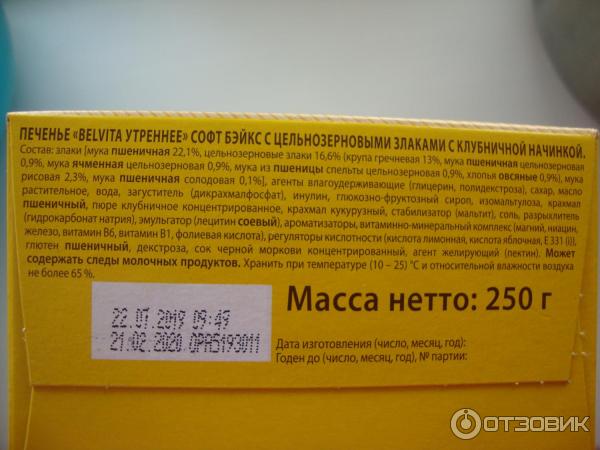 ПЕЧЕНЬЕ «BELVITA УТРЕННЕЕ» СОФТ БЭЙКС С ЦЕЛЬНОЗЕРНОВЫМИ ЗЛАКАМИ С КЛУБНИЧНОЙ НАЧИНКОЙ.
Состав: злаки [мука пшеничная 22,1%, цельнозерновые злаки 16,6% (крупа гречневая 13%, мука пшеничная цельнозерновая
0,9%, мука ячменная цельнозерновая 0,9%, мука из пшеницы спельты цельнозерновая 0,9%, хлопья овсяные 0,9%), мука
рисовая 2,3%, мука пшеничная солодовая 0,1%], агенты влагоудерживающие (глицерин, полидекстроза), сахар, масло
растительное, вода, загуститель (дикрахмалфосфат), инулин, глюкозно-фруктозный сироп, изомальтулоза, крахмал
пшеничный, пюре клубничное концентрированное, крахмал кукурузный, стабилизатор (мальтит), соль, разрыхлитель
(гидрокарбонат натрия), эмульгатор (лецитин соевый), ароматизаторы, витаминно-минеральный комплекс (магний, ниацин,
железо, витамин B6, витамин B1, фолиевая кислота), регуляторы кислотности (кислота лимонная, кислота яблочная, E 331 (i)),
глютен пшеничный, декстроза, сок черной моркови концентрированный, агент желирующий (пектин). Может
содержать следы молочных продуктов. Хранить при температуре (10 – 25) °C и относительной влажности воздуха
не более 65 %.
Масса нетто: 250 г
22.07.2019 09:49
21.02.2020 OPA5193011
Дата изготовления (число, месяц, год):
Годен до (число, месяц, год), № партии:
ОТЗОВИК